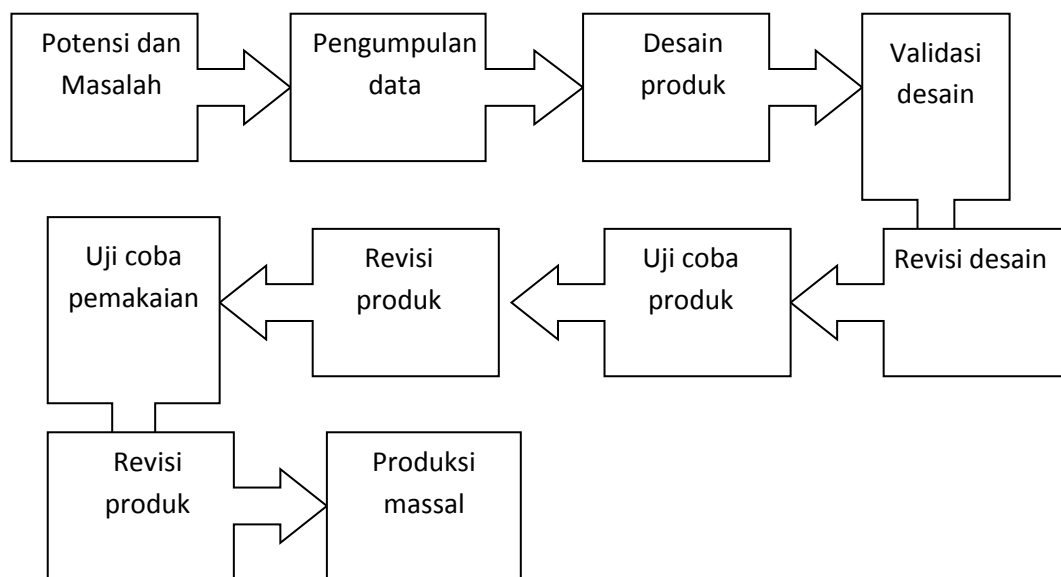 Potensi dan
Masalah
Pengumpulan
data
Desain
produk
Validasi
desain
Revisi desain
Uji coba
produk
Revisi
produk
Uji coba
pemakaian
Revisi
produk
Produksi
massal